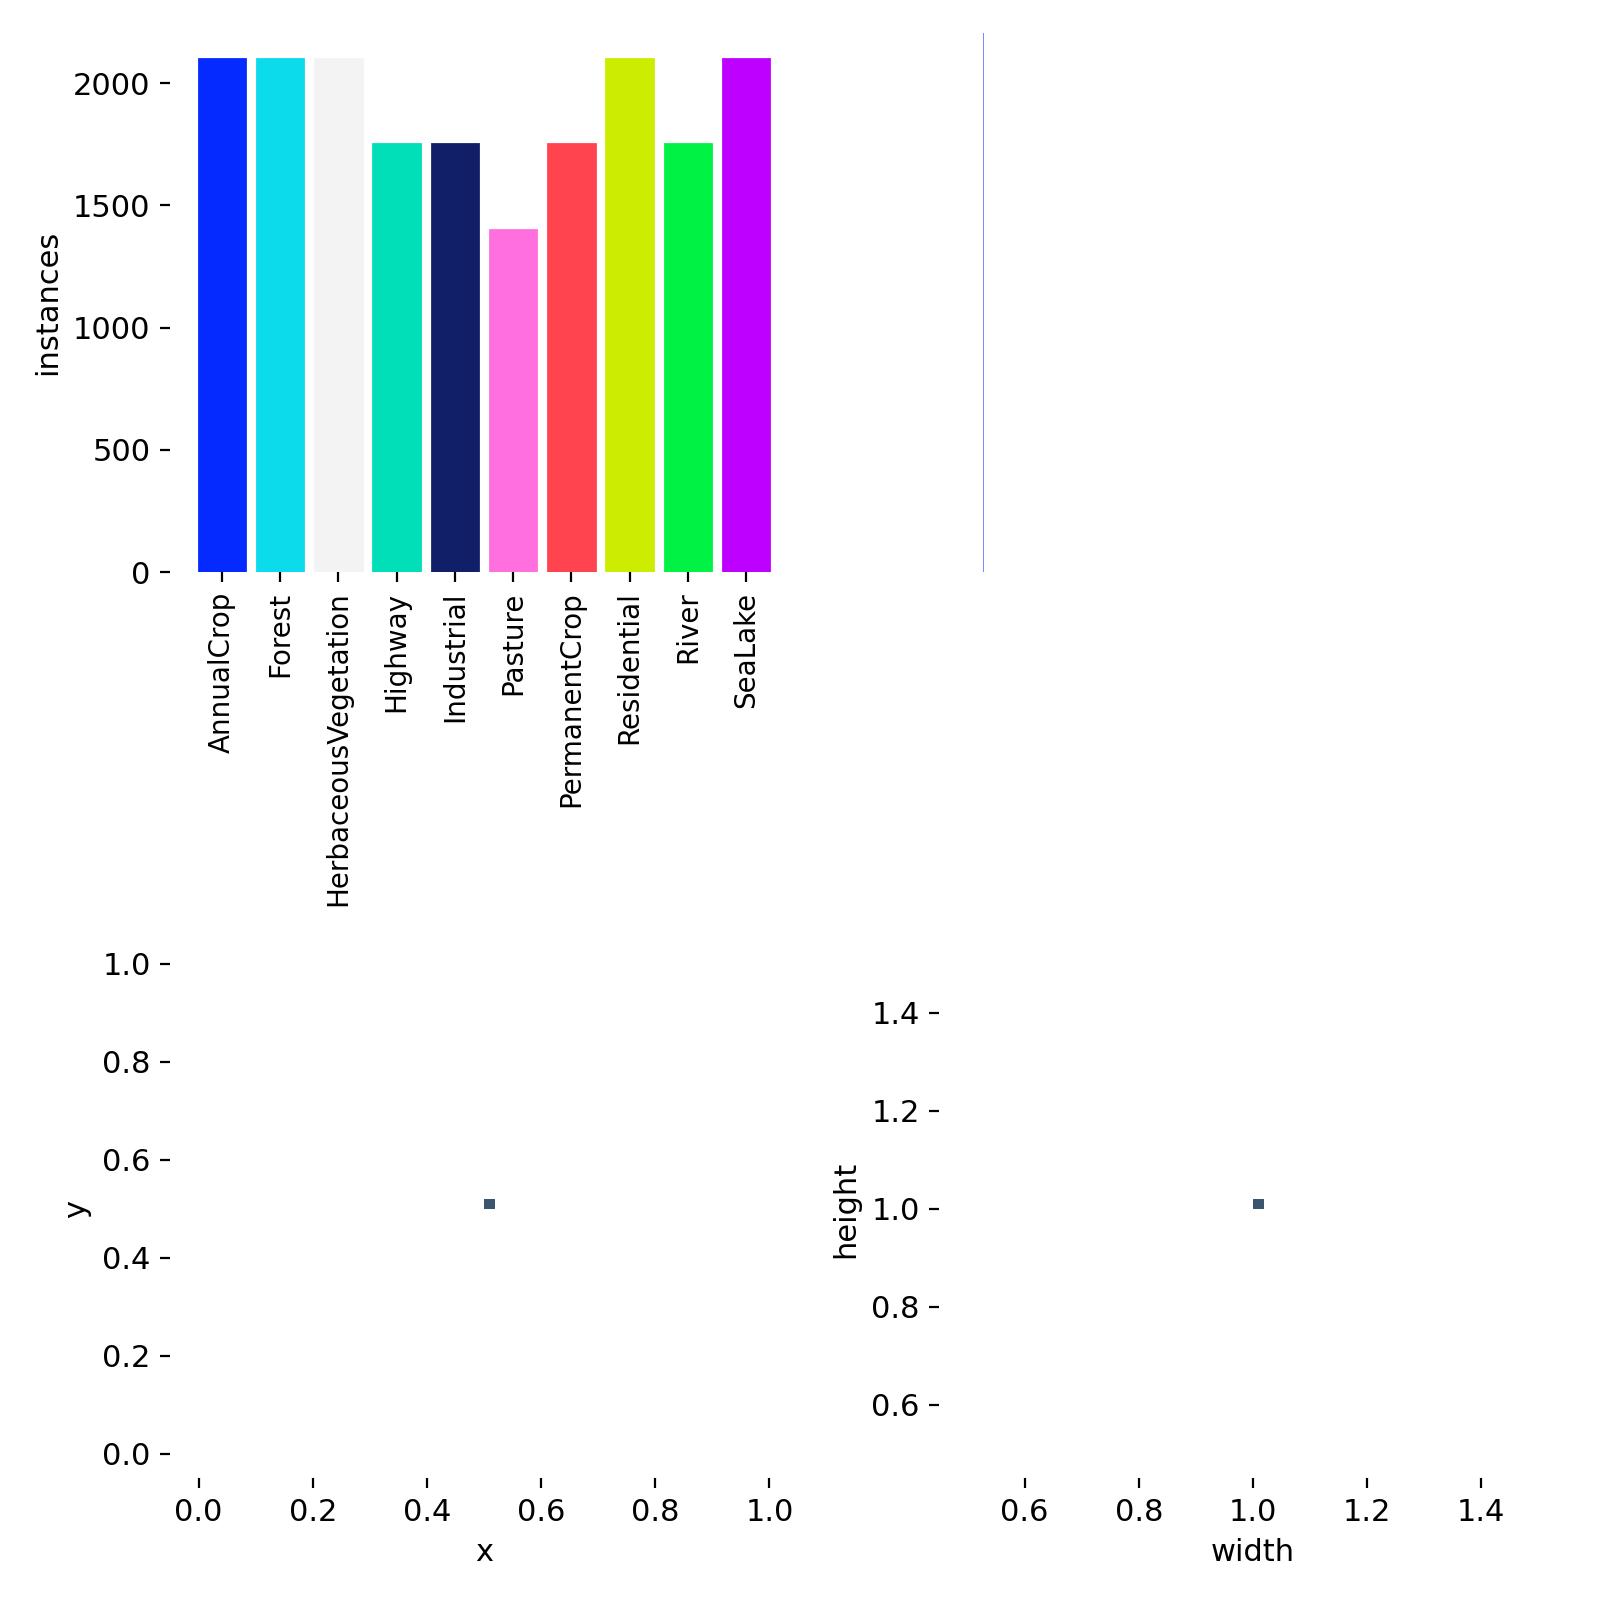 2000
1500
1000
500
0
instances
AnnualCrop
Forest
HerbaceousVegetation
Highway
Industrial
Pasture
PermanentCrop
Residential
River
SeaLake
1.0
0.8
0.6
0.4
0.2
0.0
y
0.0 0.2 0.4 0.6 0.8 1.0
x
1.4
1.2
1.0
0.8
0.6
height
0.6 0.8 1.0 1.2 1.4
width